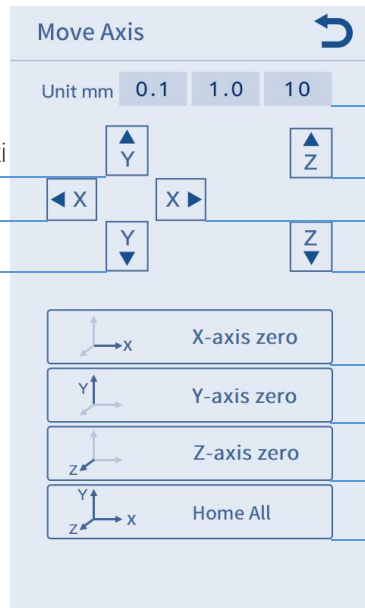 Move Axis
Unit mm 0.1 1.0 10
i
Y Z
X X
Y Z
X X-axis zero
Y Y-axis zero
Z Z-axis zero
Y
Z X Home All